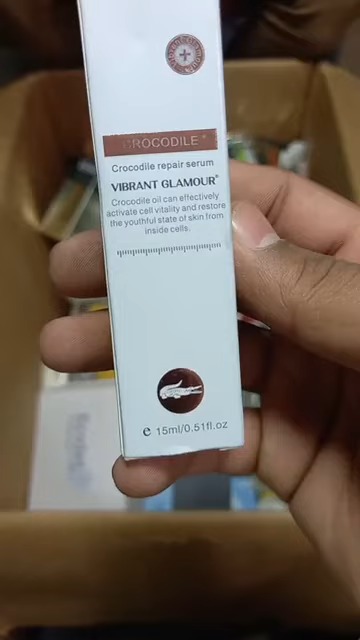 CROCODILE
Crocodile repair serum
VIBRANT GLAMOUR®
Crocodile oil can effectively
activate cell vitality and restore
the youthful state of skin from
inside cells.
e 15ml/0.51fl.oz